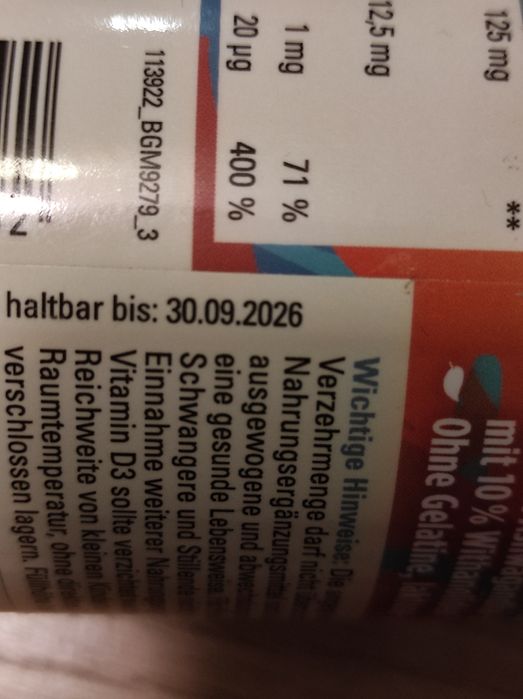 125 mg **
12,5 mg
1 mg 71 %
20 µg 400 %
113922_BGM9279_3
mit 10 %
Ohne Gelatine,
haltbar bis: 30.09.2026
Wichtige Hinweise: Die
Verzehrmenge darf nicht
Nahrungsergänzungsmittel
ausgewogene und
eine gesunde Lebensweise.
Schwangere und Stillende
Einnahme weiterer
Vitamin D3 sollte
Reichweite von kleinen
Raumtemperatur, ohne
verschlossen lagern.